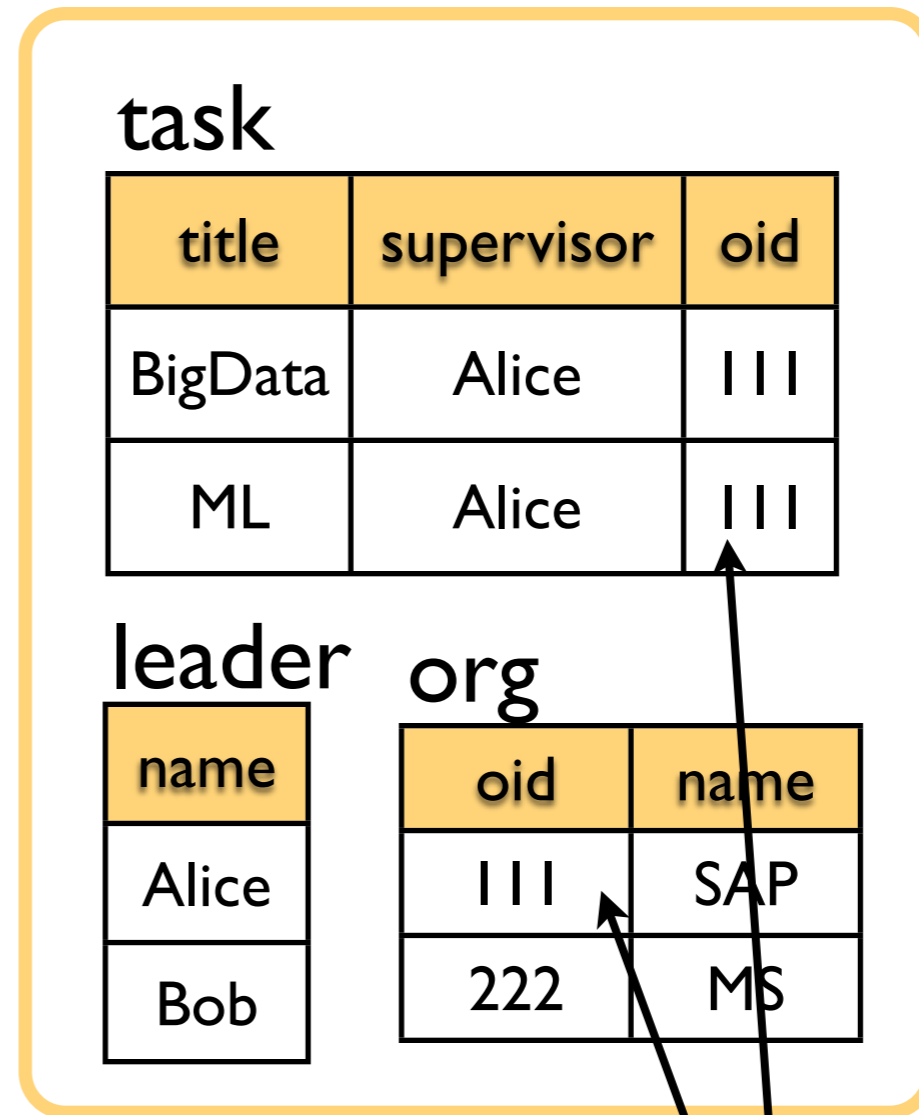 task
title supervisor oid
BigData Alice 111
ML Alice 111
leader
name
Alice
Bob
org
oid name
111 SAP
222 MS